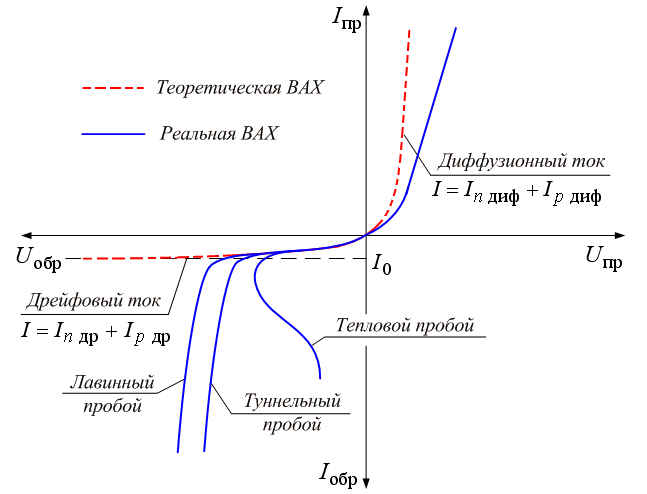 Iпр
Теоретическая ВАХ
Реальная ВАХ
Диффузионный ток
I = In диф + Ip диф
Uобр
I0
Uпр
Дрейфовый ток
I = In др + Ip др
Тепловой пробой
Лавинный
пробой
Туннельный
пробой
Iобр